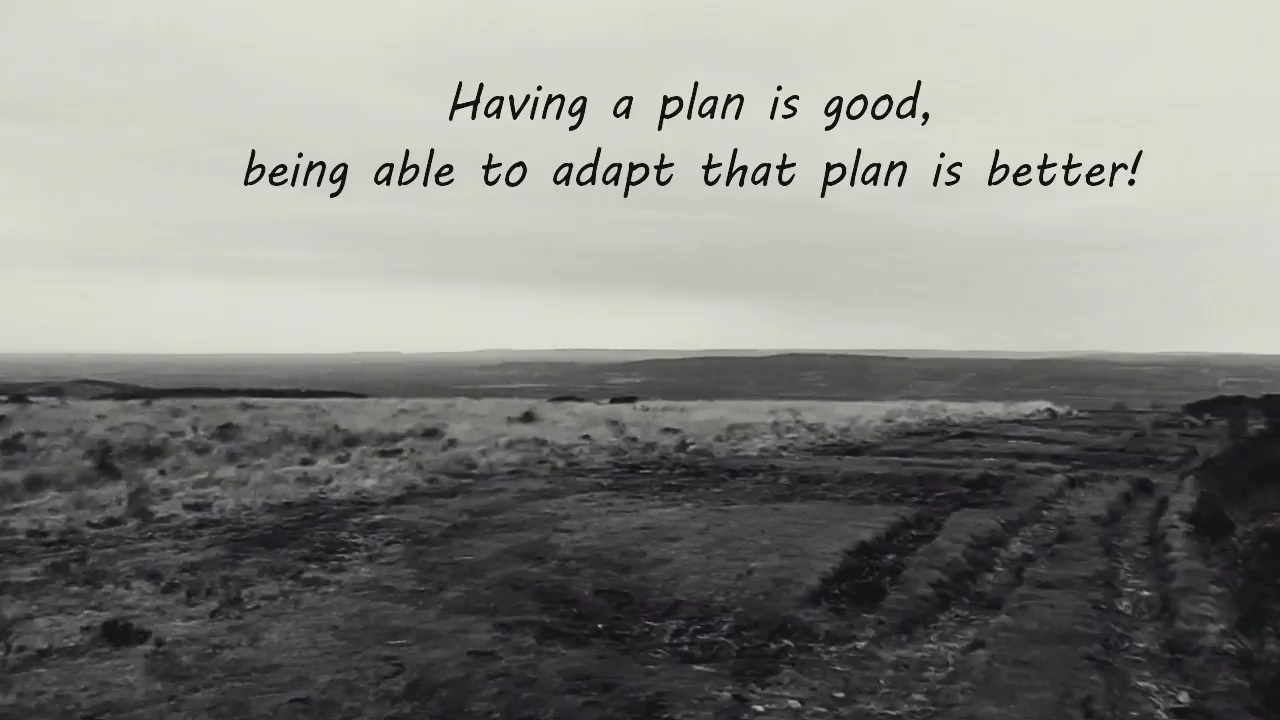 Having a plan is good,
being able to adapt that plan is better!